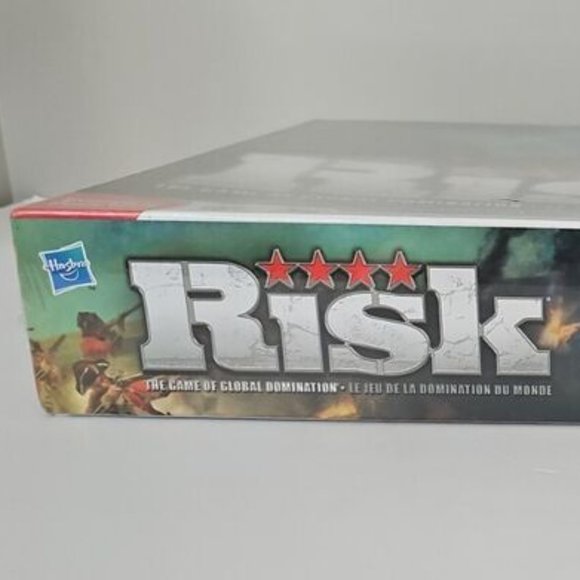 Hasbro
RISK
THE GAME OF GLOBAL DOMINATION • LE JEU DE LA DOMINATION DU MONDE